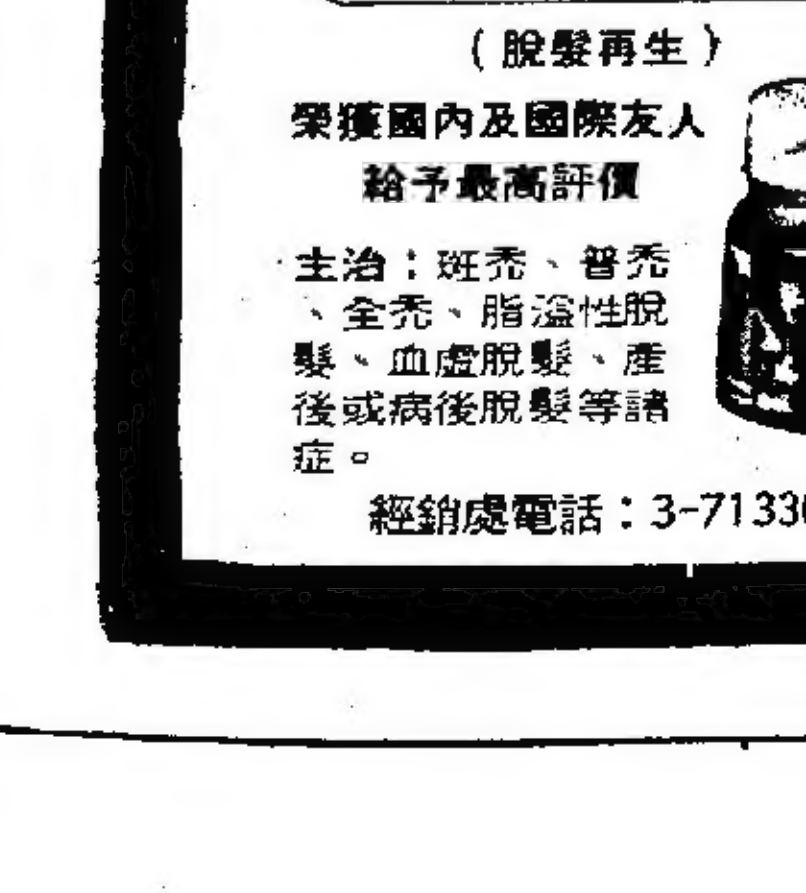 （脫髮再生）
榮獲國內及國際友人
給予最高評價
主治：斑禿、普禿
、全禿、脂溢性脫
髮、血虛脫髮、產
後或病後脫髮等諸
症。
經銷處電話：3-7133